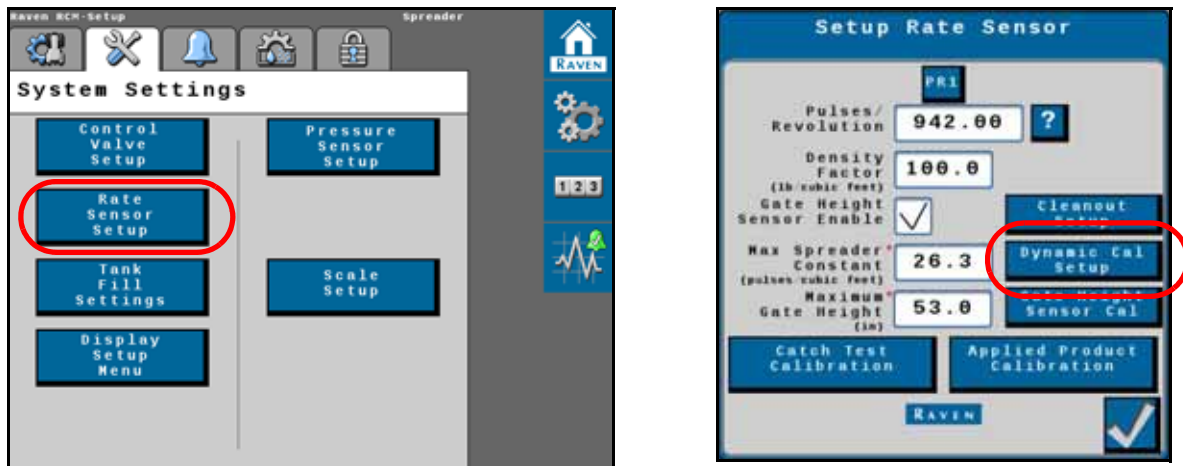 Raven RCM-Setup
Spreader
System Settings
RAVEN
1 2 3
Control
Valve
Setup
Pressure
Sensor
Setup
Rate
Sensor
Setup
Tank
Fill
Settings
Scale
Setup
Display
Setup
Menu
Setup Rate Sensor
PR1
Pulses/
Revolution
942.00
?
Density
Factor
(lb/cubic feet)
100.0
Gate Height
Sensor Enable
Cleanout
Setup
Max Spreader*
Constant
(pulses/cubic feet)
26.3
Dynamic Cal
Setup
Maximum*
Gate Height
(in)
53.0
Gate Height
Sensor Cal
Catch Test
Calibration
Applied Product
Calibration
RAVEN